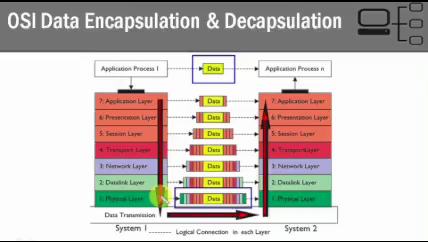 OSI Data Encapsulation & Decapsulation
Application Process 1
Data
Application Process n
7: Application Layer
Data
7: Application Layer
6: Presentation Layer
Data
6: Presentation Layer
5: Session Layer
Data
5: Session Layer
4: Transport Layer
Data
4: Transport Layer
3: Network Layer
Data
3: Network Layer
2: Datalink Layer
Data
2: Datalink Layer
1: Physical Layer
Data
1: Physical Layer
Data Transmission
System 1
Logical Connection in each Layer
System 2